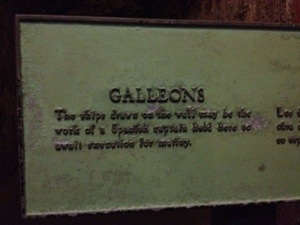 GALLEONS
The ships drawn on the wall may be the
work of a Spanish captain held here to
await execution for mutiny.